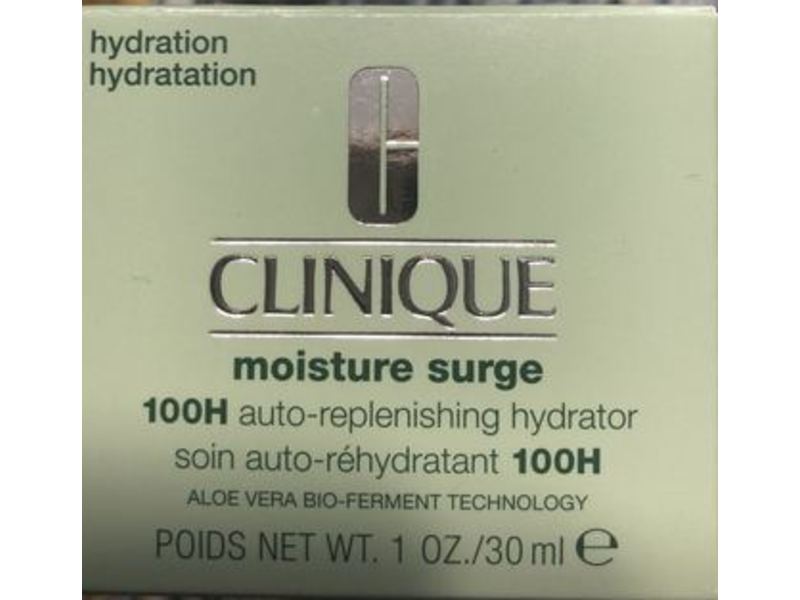 hydration
hydratation
CLINIQUE
moisture surge
100H auto-replenishing hydrator
soin auto-réhydratant 100H
ALOE VERA BIO-FERMENT TECHNOLOGY
POIDS NET WT. 1 OZ./30 ml ℮